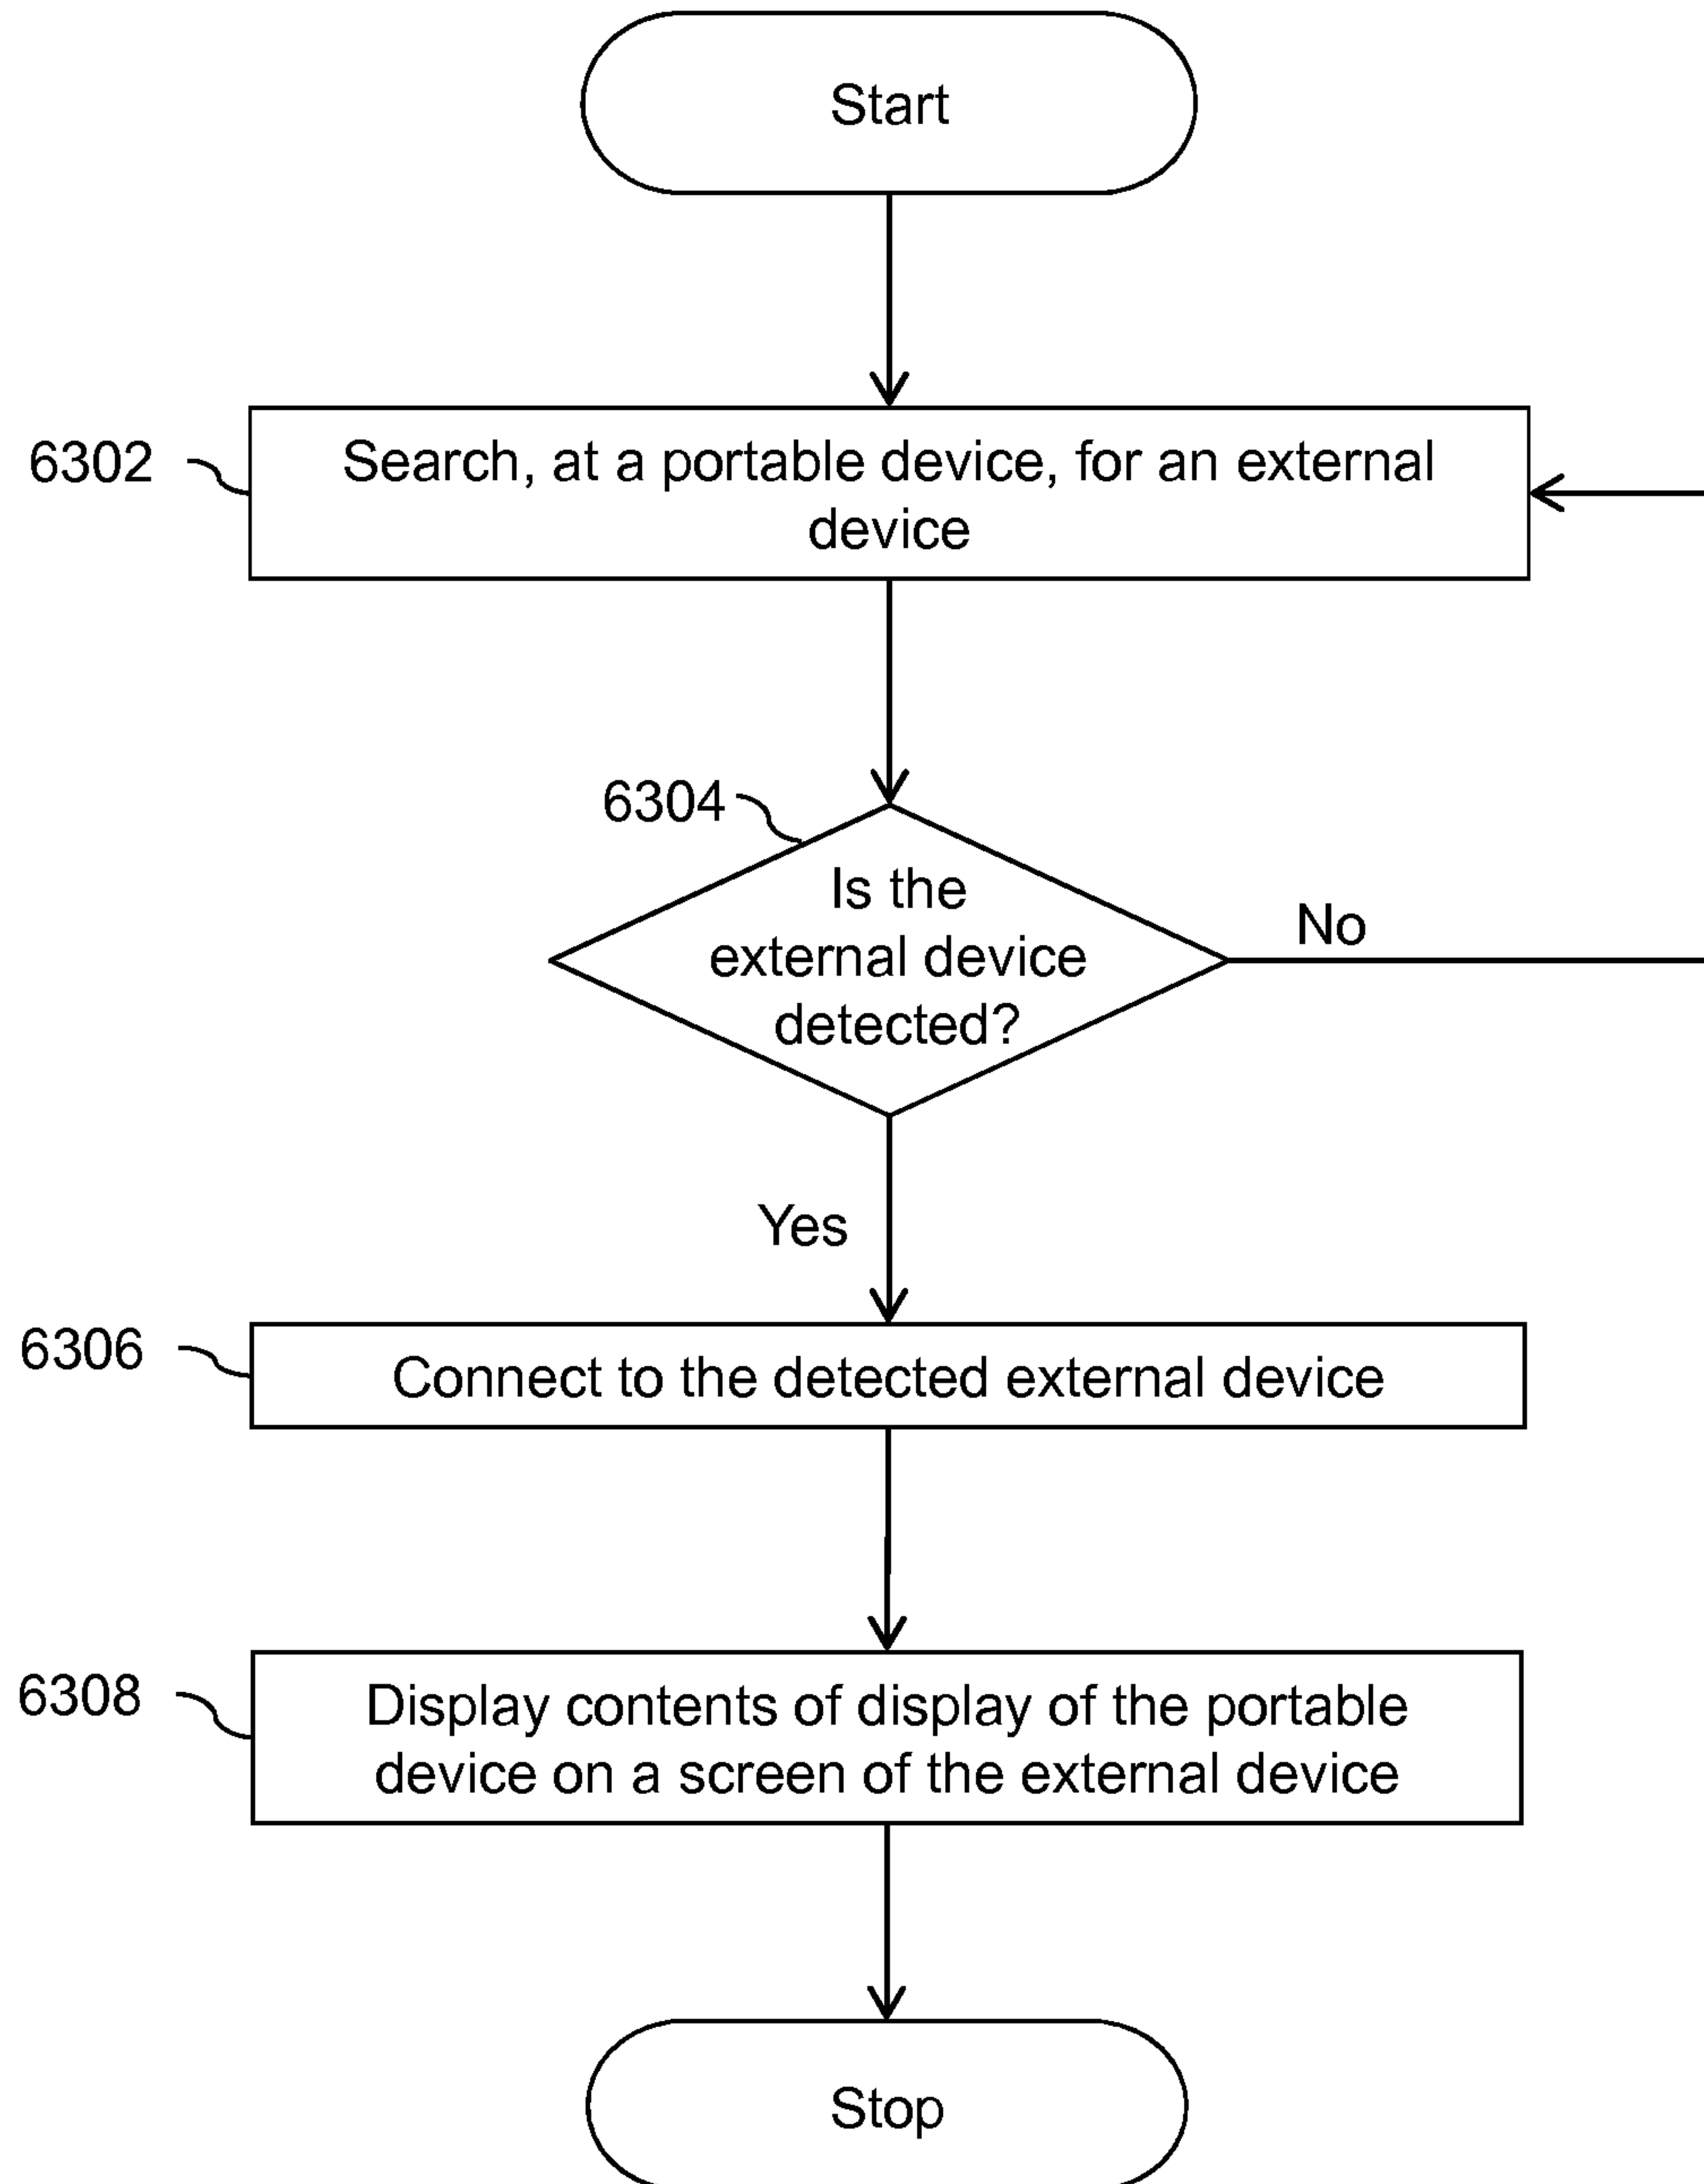 Start
6302
Search, at a portable device, for an external
device
6304
Is the
external device
detected?
No
Yes
6306
Connect to the detected external device
6308
Display contents of display of the portable
device on a screen of the external device
Stop